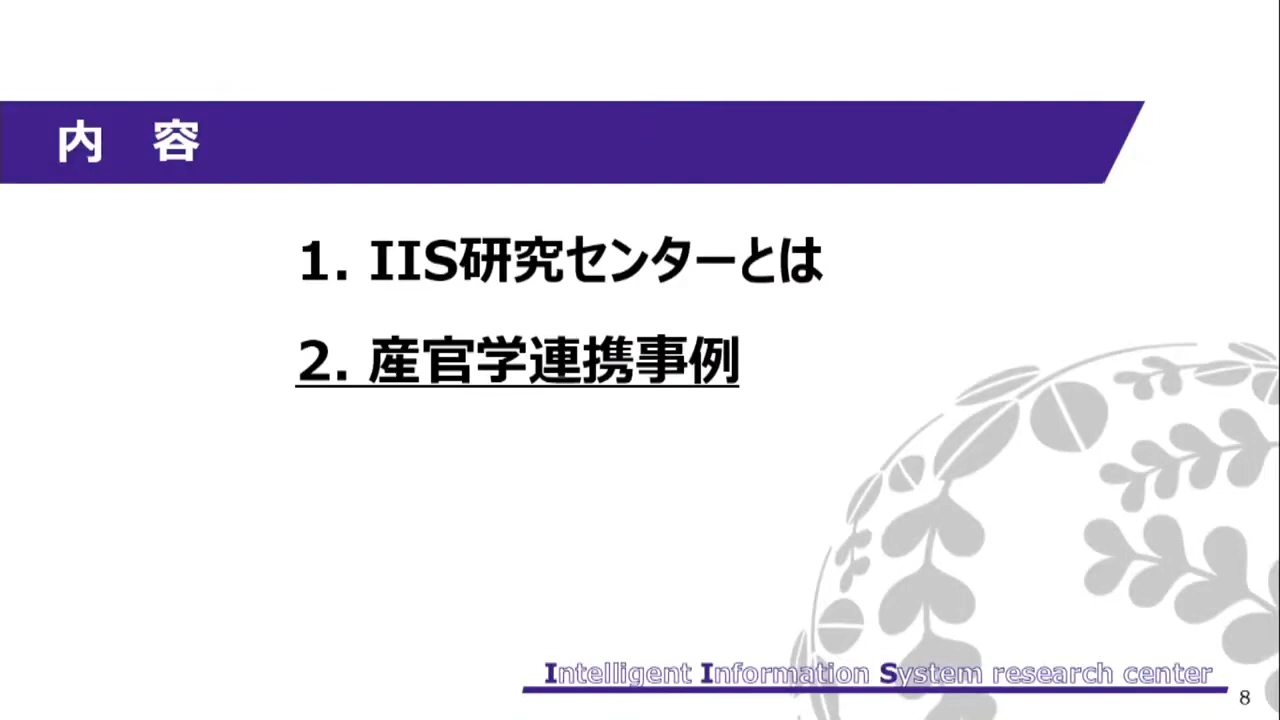 内　容
1. IIS研究センターとは
2. 産官学連携事例
Intelligent Information System research center
8